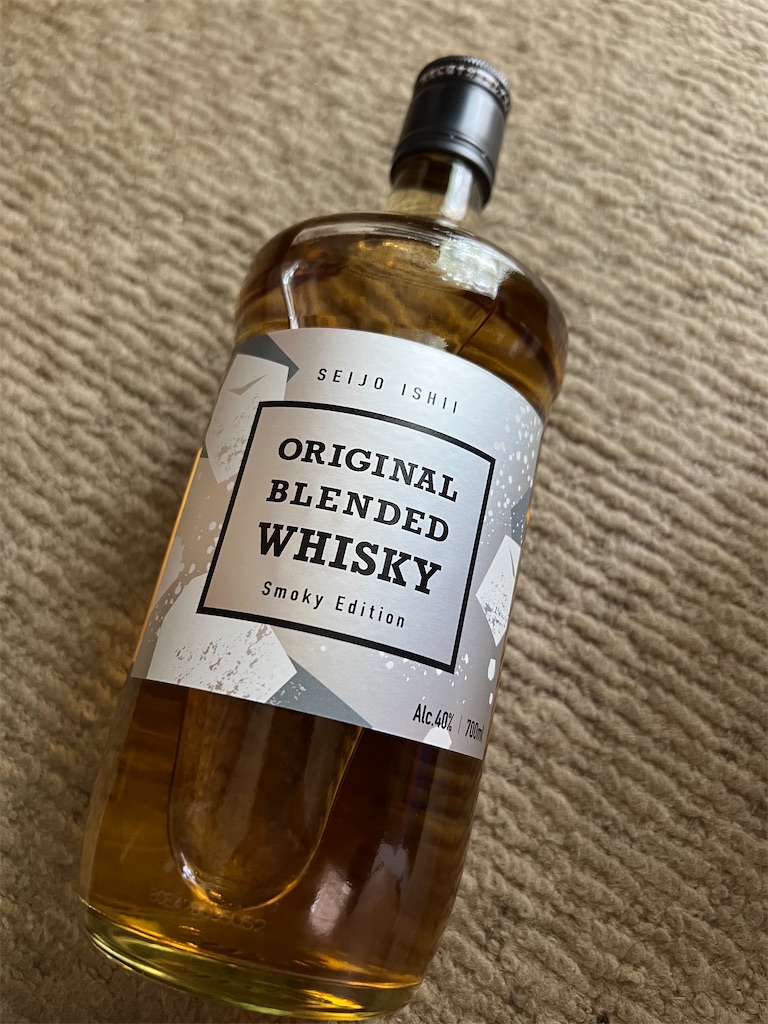 SEIJO ISHII
ORIGINAL
BLENDED
WHISKY
Smoky Edition
Alc.40% | 700ml